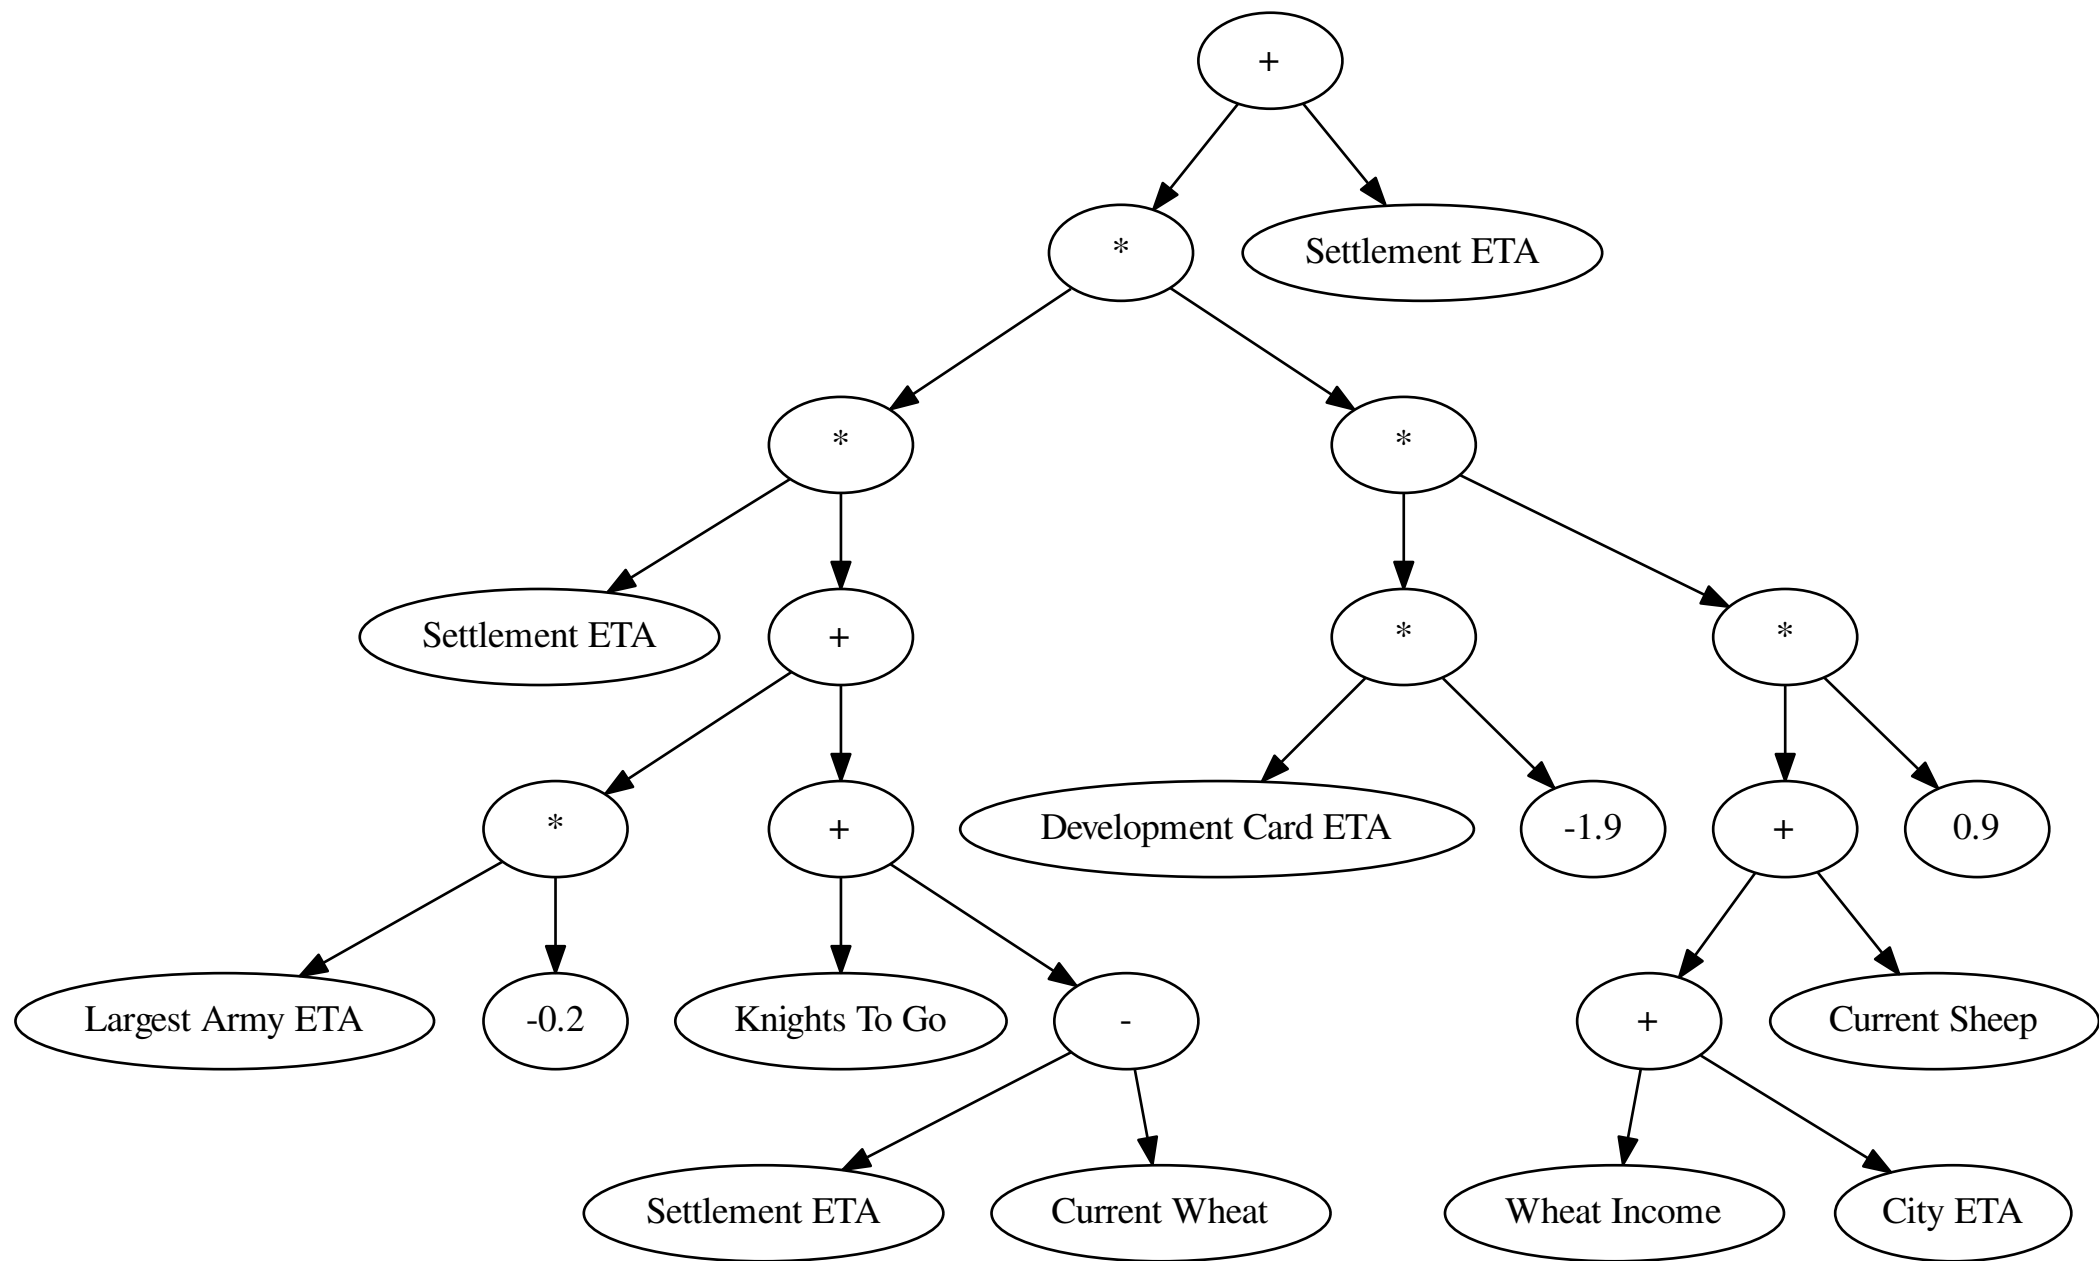 +
*
Settlement ETA
*
*
Settlement ETA
+
*
*
*
+
Development Card ETA
-1.9
+
0.9
Largest Army ETA
-0.2
Knights To Go
-
+
Current Sheep
Settlement ETA
Current Wheat
Wheat Income
City ETA